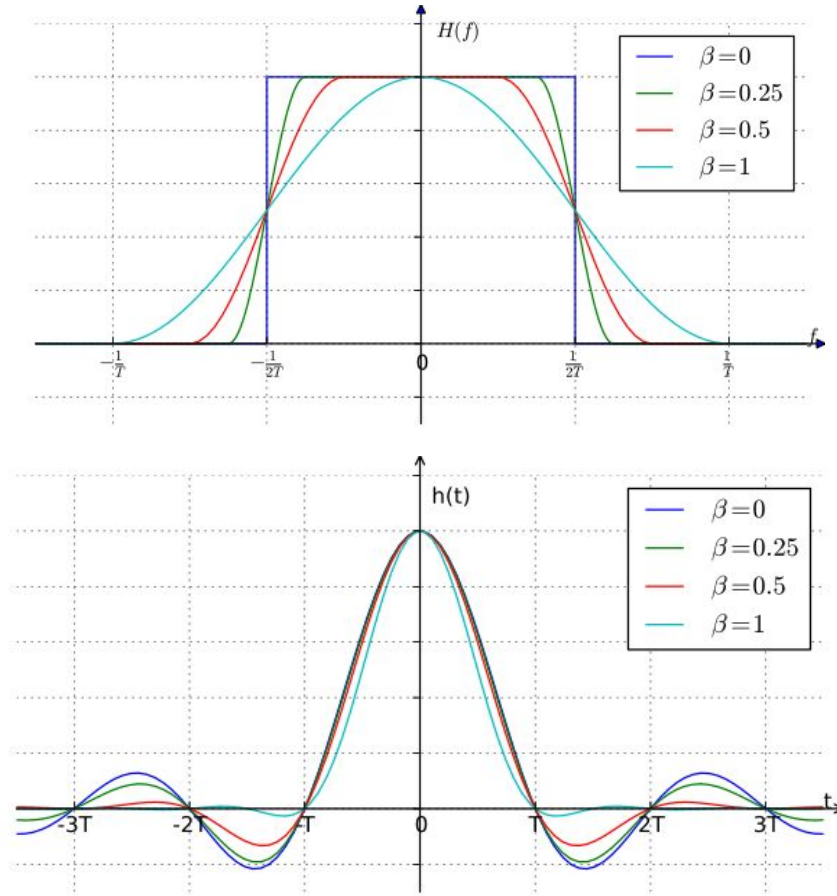 H(f)
β=0
β=0.25
β=0.5
β=1
f
-1/T
-1/2T
0
1/2T
1/T
h(t)
β=0
β=0.25
β=0.5
β=1
t
-3T
-2T
-T
0
T
2T
3T